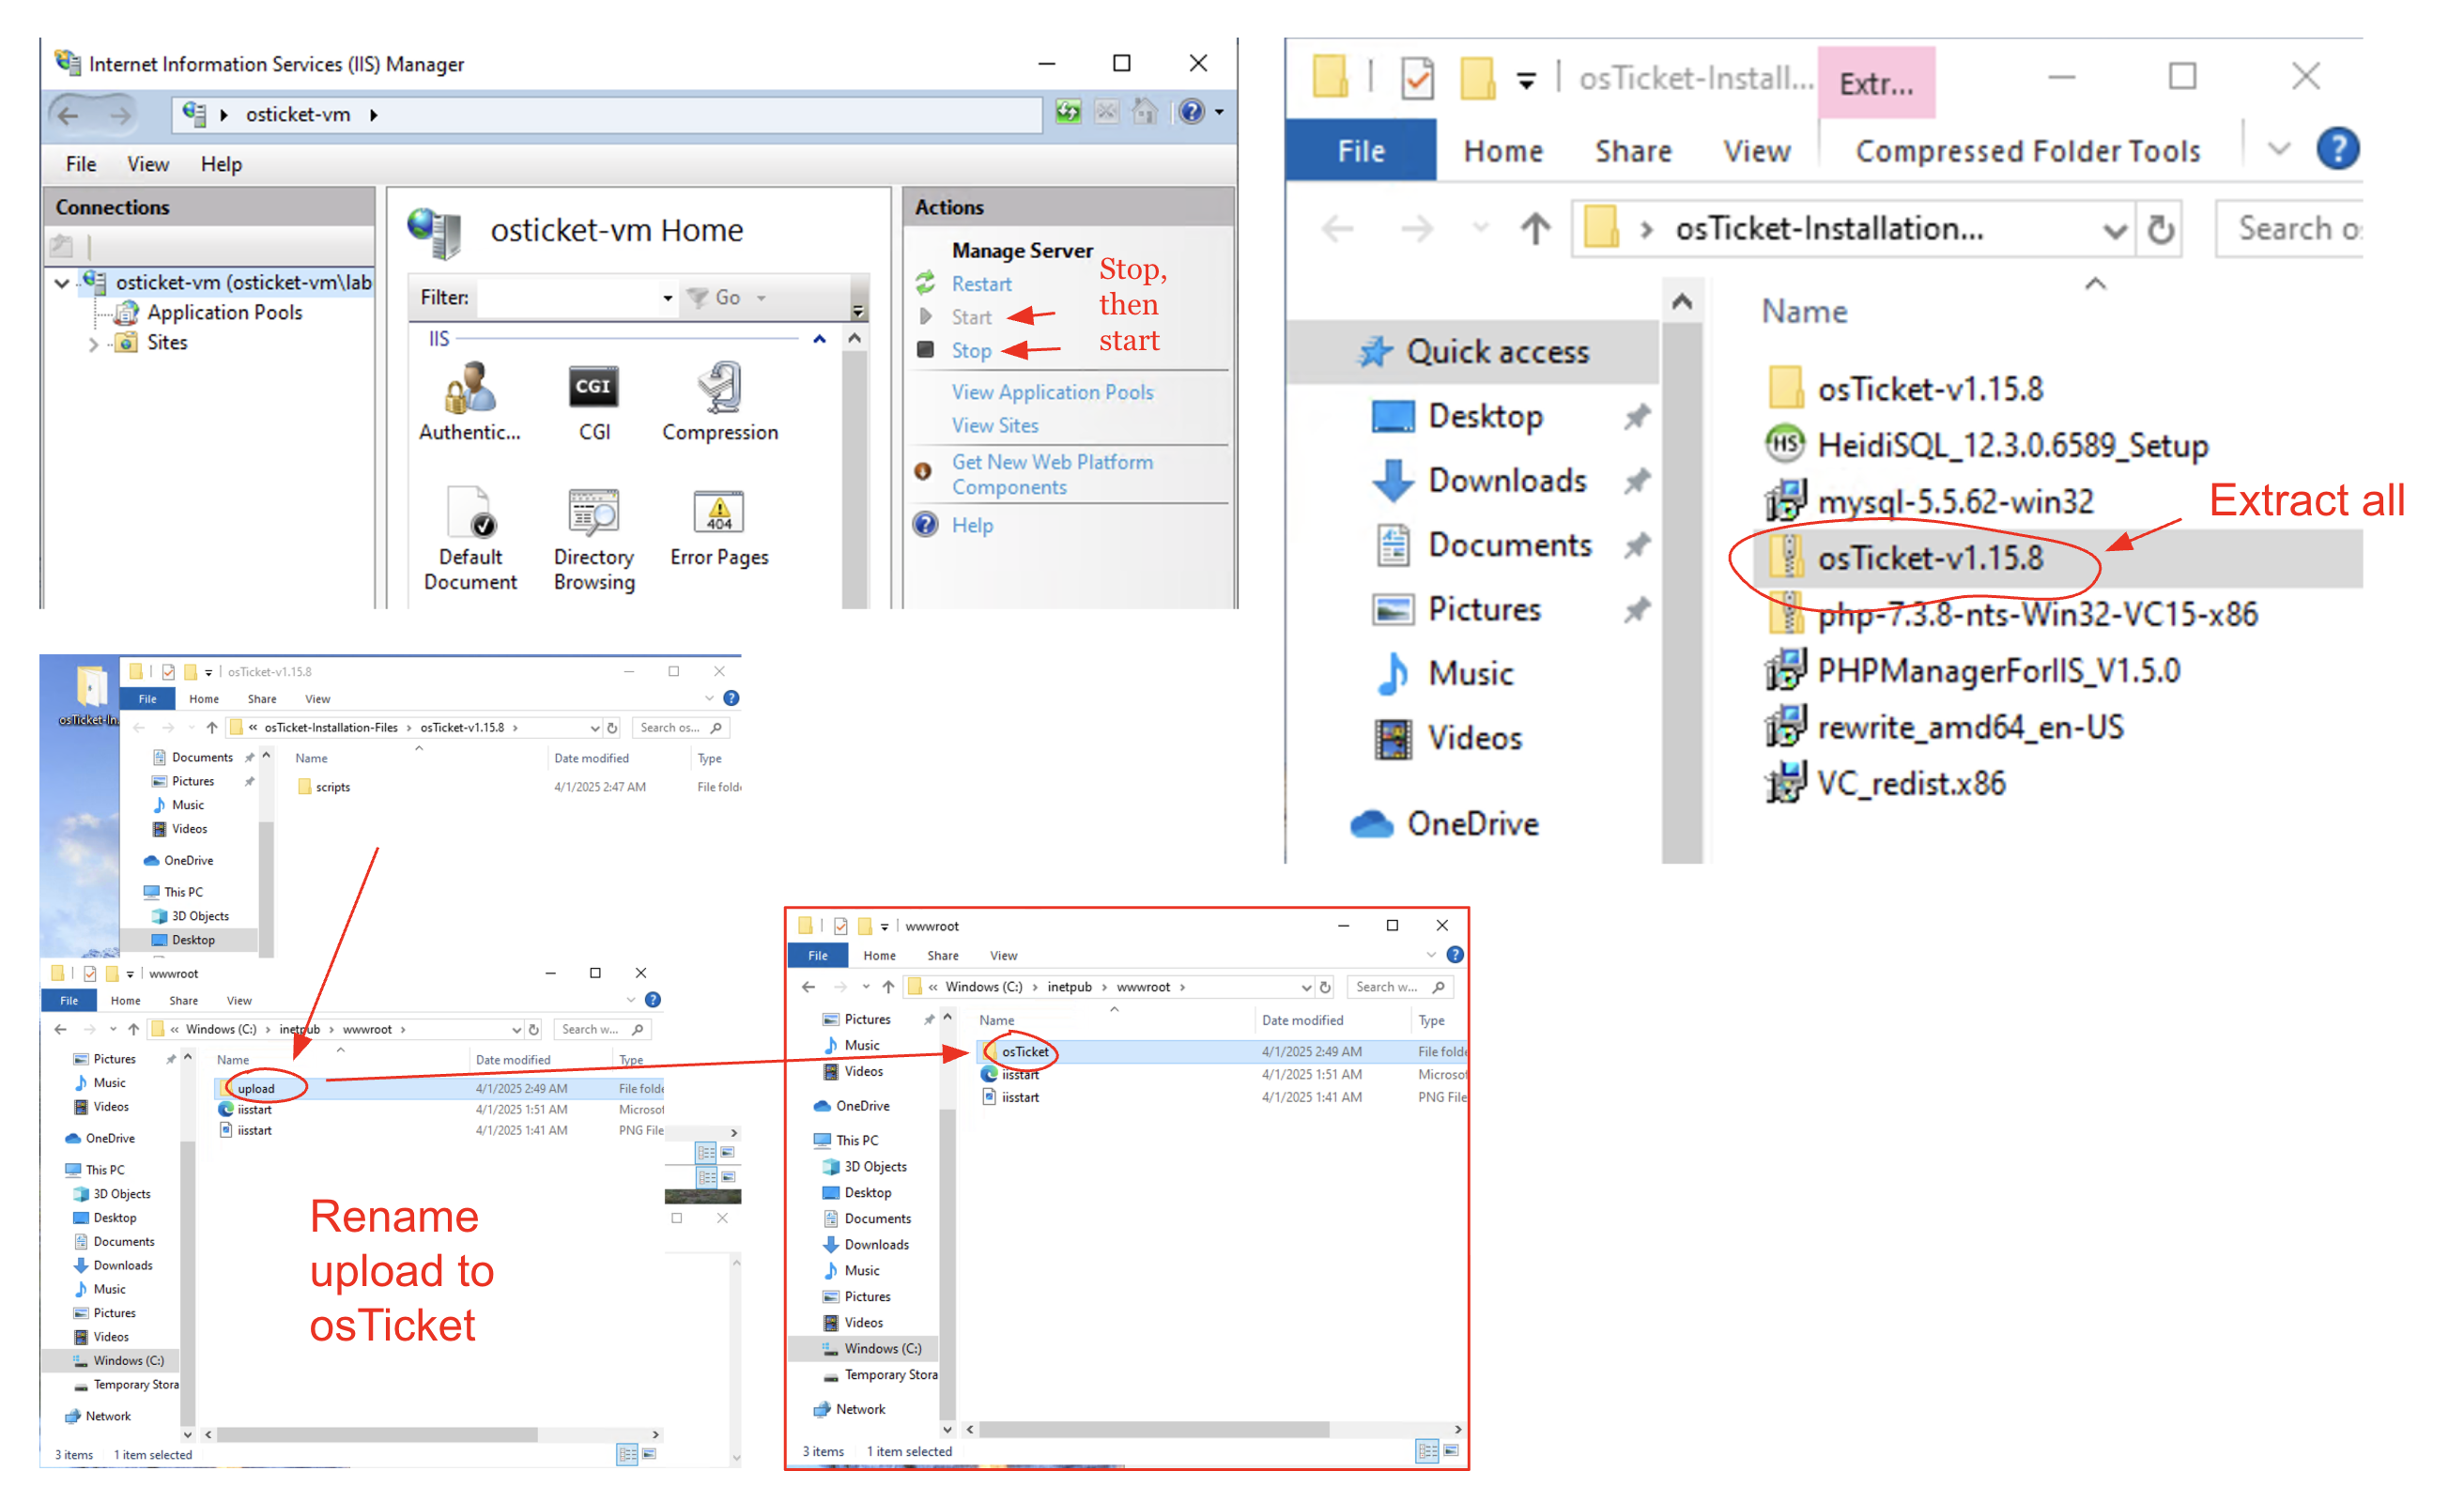 Internet Information Services (IIS) Manager
osticket-vm
File View Help
Connections
osticket-vm (osticket-vm\lab
Application Pools
Sites
osticket-vm Home
Filter: Go
IIS
Authentic... CGI Compression
CGI
404
Default Document Directory Browsing Error Pages
Actions
Manage Server
Restart
Start
Stop
View Application Pools
View Sites
Get New Web Platform
Components
Help
Stop,
then
start
osTicket-Install... Extr...
File Home Share View Compressed Folder Tools
osTicket-Installation... Search o
Name
Quick access
Desktop
Downloads
Documents
Pictures
Music
Videos
OneDrive
osTicket-v1.15.8
HeidiSQL_12.3.0.6589_Setup
mysql-5.5.62-win32
osTicket-v1.15.8
php-7.3.8-nts-Win32-VC15-x86
PHPManagerForIIS_V1.5.0
rewrite_amd64_en-US
VC_redist.x86
Extract all
osTicket-In
osTicket-v1.15.8
File Home Share View
« osTicket-Installation-Files › osTicket-v1.15.8 › Search os...
Name Date modified Type
Documents
Pictures
Music
Videos
OneDrive
This PC
3D Objects
Desktop
scripts 4/1/2025 2:47 AM File folde
wwwroot
File Home Share View
« Windows (C:) › inetpub › wwwroot › Search w...
Name Date modified Type
upload 4/1/2025 2:49 AM File folde
iisstart 4/1/2025 1:51 AM Microsof
iisstart 4/1/2025 1:41 AM PNG File
Pictures
Music
Videos
OneDrive
This PC
3D Objects
Desktop
Documents
Downloads
Music
Pictures
Videos
Windows (C:)
Temporary Stora
Network
3 items 1 item selected
Rename
upload to
osTicket
wwwroot
File Home Share View
« Windows (C:) › inetpub › wwwroot › Search w...
Name Date modified Type
osTicket 4/1/2025 2:49 AM File folde
iisstart 4/1/2025 1:51 AM Microsof
iisstart 4/1/2025 1:41 AM PNG File
Pictures
Music
Videos
OneDrive
This PC
3D Objects
Desktop
Documents
Downloads
Music
Pictures
Videos
Windows (C:)
Temporary Stora
Network
3 items 1 item selected